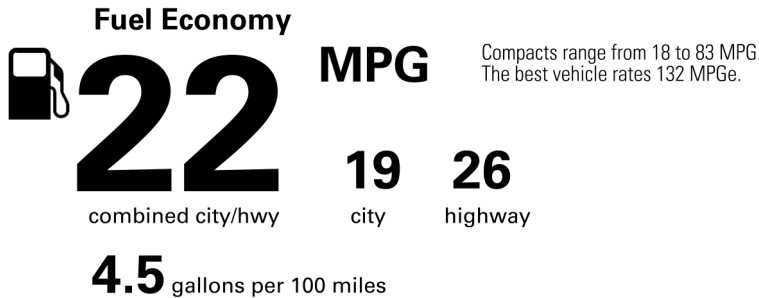 Fuel Economy
22 MPG
Compacts range from 18 to 83 MPG.
The best vehicle rates 132 MPGe.
19 26
combined city/hwy city highway
4.5 gallons per 100 miles